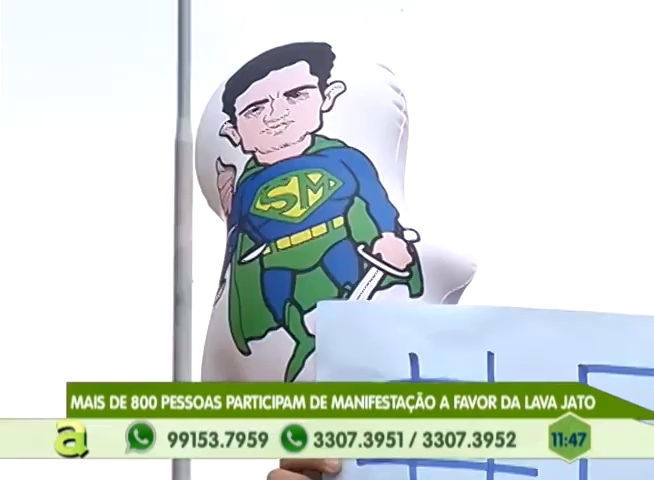 SM
#
MAIS DE 800 PESSOAS PARTICIPAM DE MANIFESTAÇÃO A FAVOR DA LAVA JATO
a
99153.7959
3307.3951 / 3307.3952
11:47